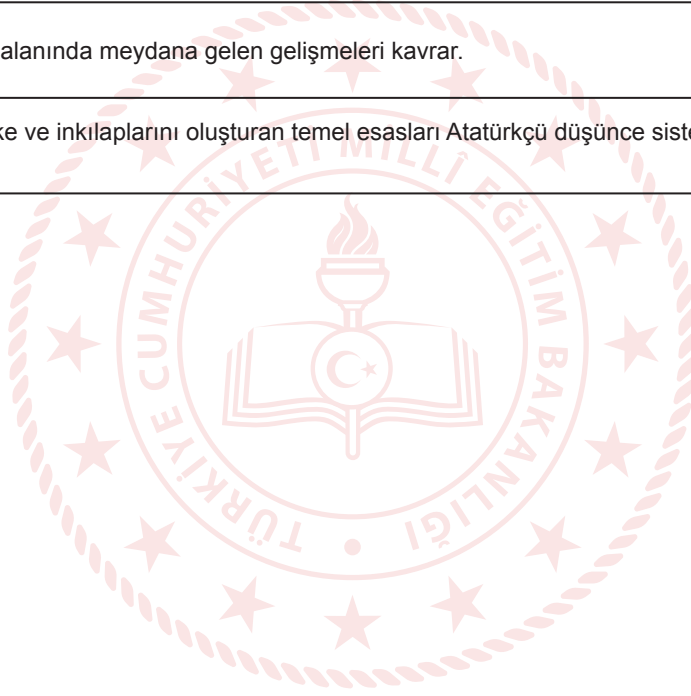 alanında meydana gelen gelişmeleri kavrar.
ke ve inkılaplarını oluşturan temel esasları Atatürkçü düşünce siste
TÜRKİYE CUMHURİYETİ MİLLÎ EĞİTİM BAKANLIĞI